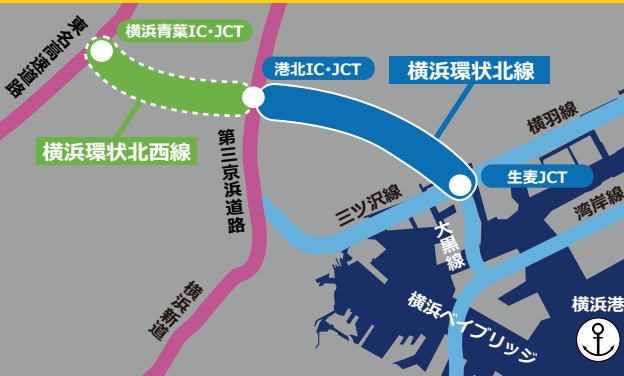 東名高速道路
横浜青葉IC・JCT
港北IC・JCT
横浜環状北線
横浜環状北西線
第三京浜道路
横羽線
生麦JCT
三ツ沢線
湾岸線
大黒線
横浜新道
横浜ベイブリッジ
横浜港